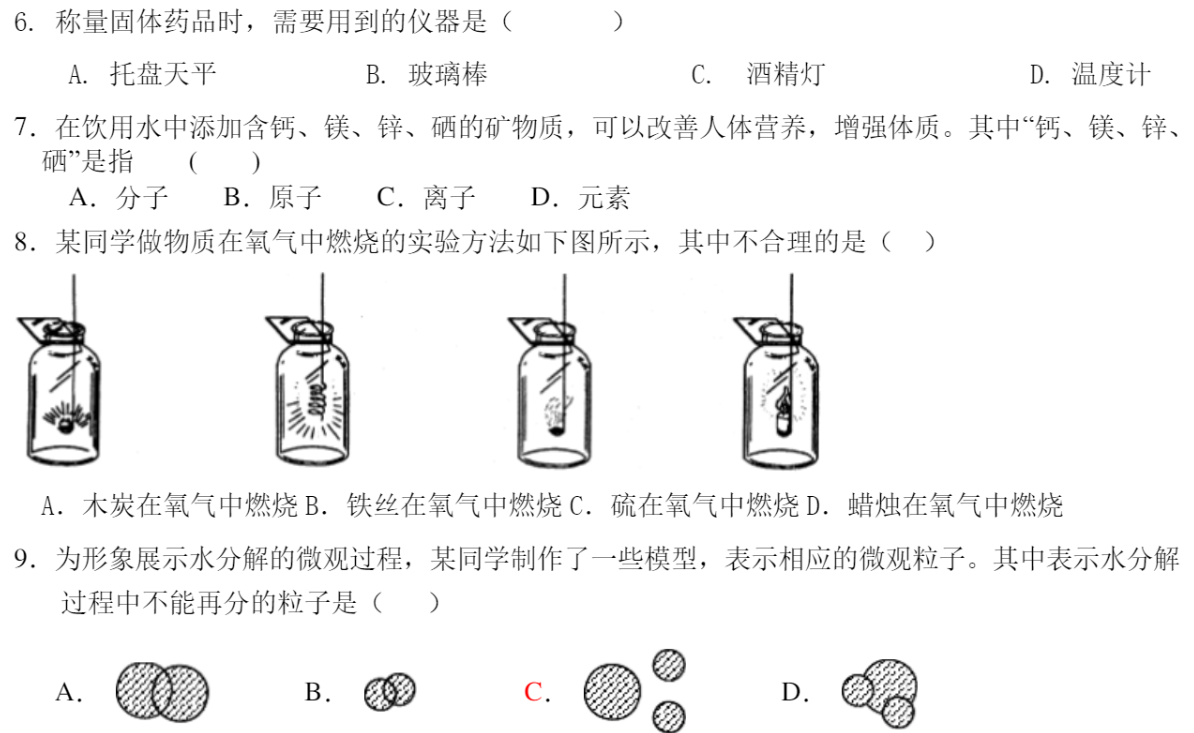 6. 称量固体药品时，需要用到的仪器是（　　）
A. 托盘天平 B. 玻璃棒 C. 酒精灯 D. 温度计
7．在饮用水中添加含钙、镁、锌、硒的矿物质，可以改善人体营养，增强体质。其中“钙、镁、锌、
硒”是指 (　　)
A．分子 B．原子 C．离子 D．元素
8．某同学做物质在氧气中燃烧的实验方法如下图所示，其中不合理的是（　）
A．木炭在氧气中燃烧 B．铁丝在氧气中燃烧 C．硫在氧气中燃烧 D．蜡烛在氧气中燃烧
9．为形象展示水分解的微观过程，某同学制作了一些模型，表示相应的微观粒子。其中表示水分解
过程中不能再分的粒子是（　）
A． B． C． D．